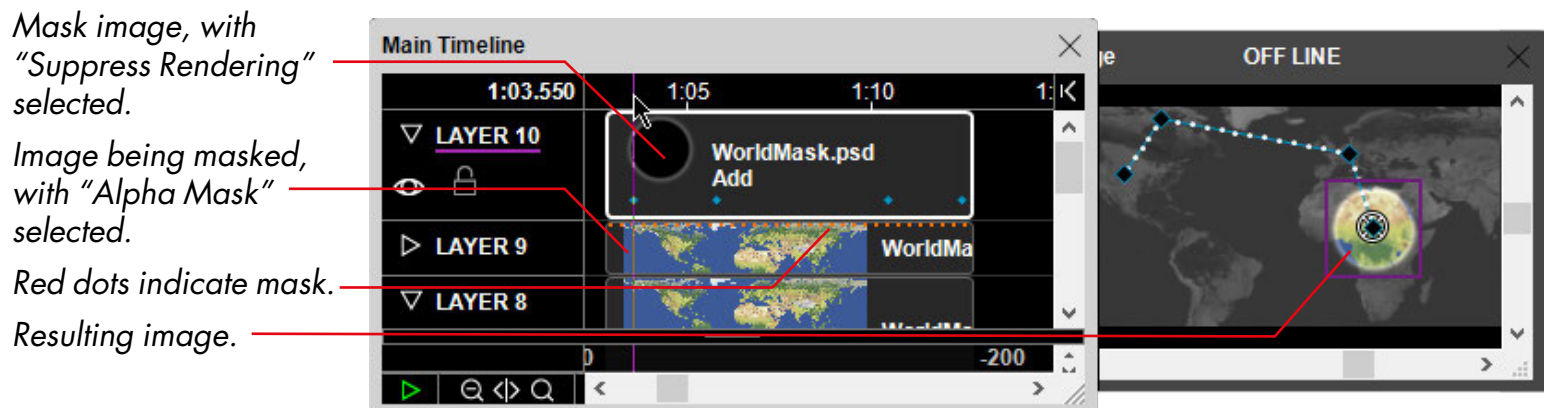 Mask image, with
“Suppress Rendering”
selected.
Image being masked,
with “Alpha Mask”
selected.
Red dots indicate mask.
Resulting image.
Main Timeline
1:03.550 1:05 1:10 1:
LAYER 10
WorldMask.psd
Add
LAYER 9 WorldMa
LAYER 8
0 -200
ge OFF LINE